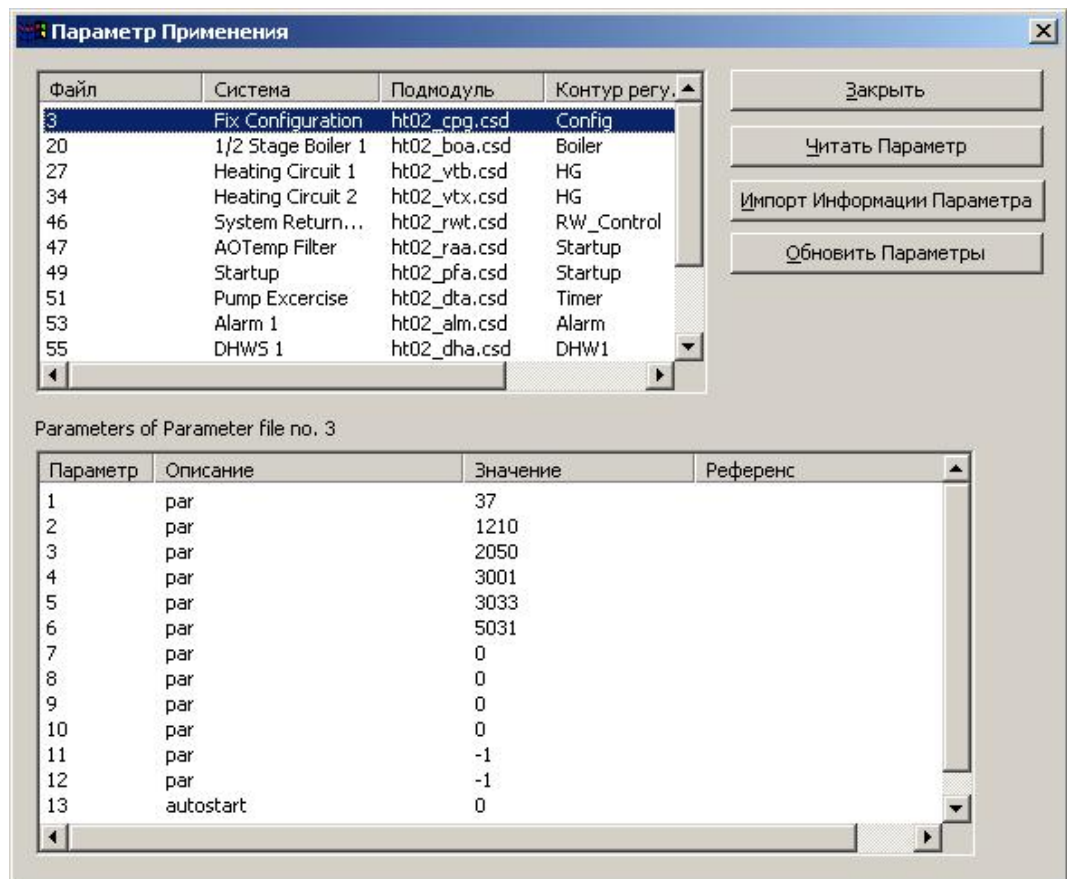 Параметр Применения
Файл Система Подмодуль Контур регу.
3 Fix Configuration ht02_cpg.csd Config
20 1/2 Stage Boiler 1 ht02_boa.csd Boiler
27 Heating Circuit 1 ht02_vtb.csd HG
34 Heating Circuit 2 ht02_vtx.csd HG
46 System Return... ht02_rwt.csd RW_Control
47 AOTemp Filter ht02_raa.csd Startup
49 Startup ht02_pfa.csd Startup
51 Pump Excercise ht02_dta.csd Timer
53 Alarm 1 ht02_alm.csd Alarm
55 DHWS 1 ht02_dha.csd DHW1
Закрыть
Читать Параметр
Импорт Информации Параметра
Обновить Параметры
Parameters of Parameter file no. 3
Параметр Описание Значение Референс
1 par 37
2 par 1210
3 par 2050
4 par 3001
5 par 3033
6 par 5031
7 par 0
8 par 0
9 par 0
10 par 0
11 par -1
12 par -1
13 autostart 0